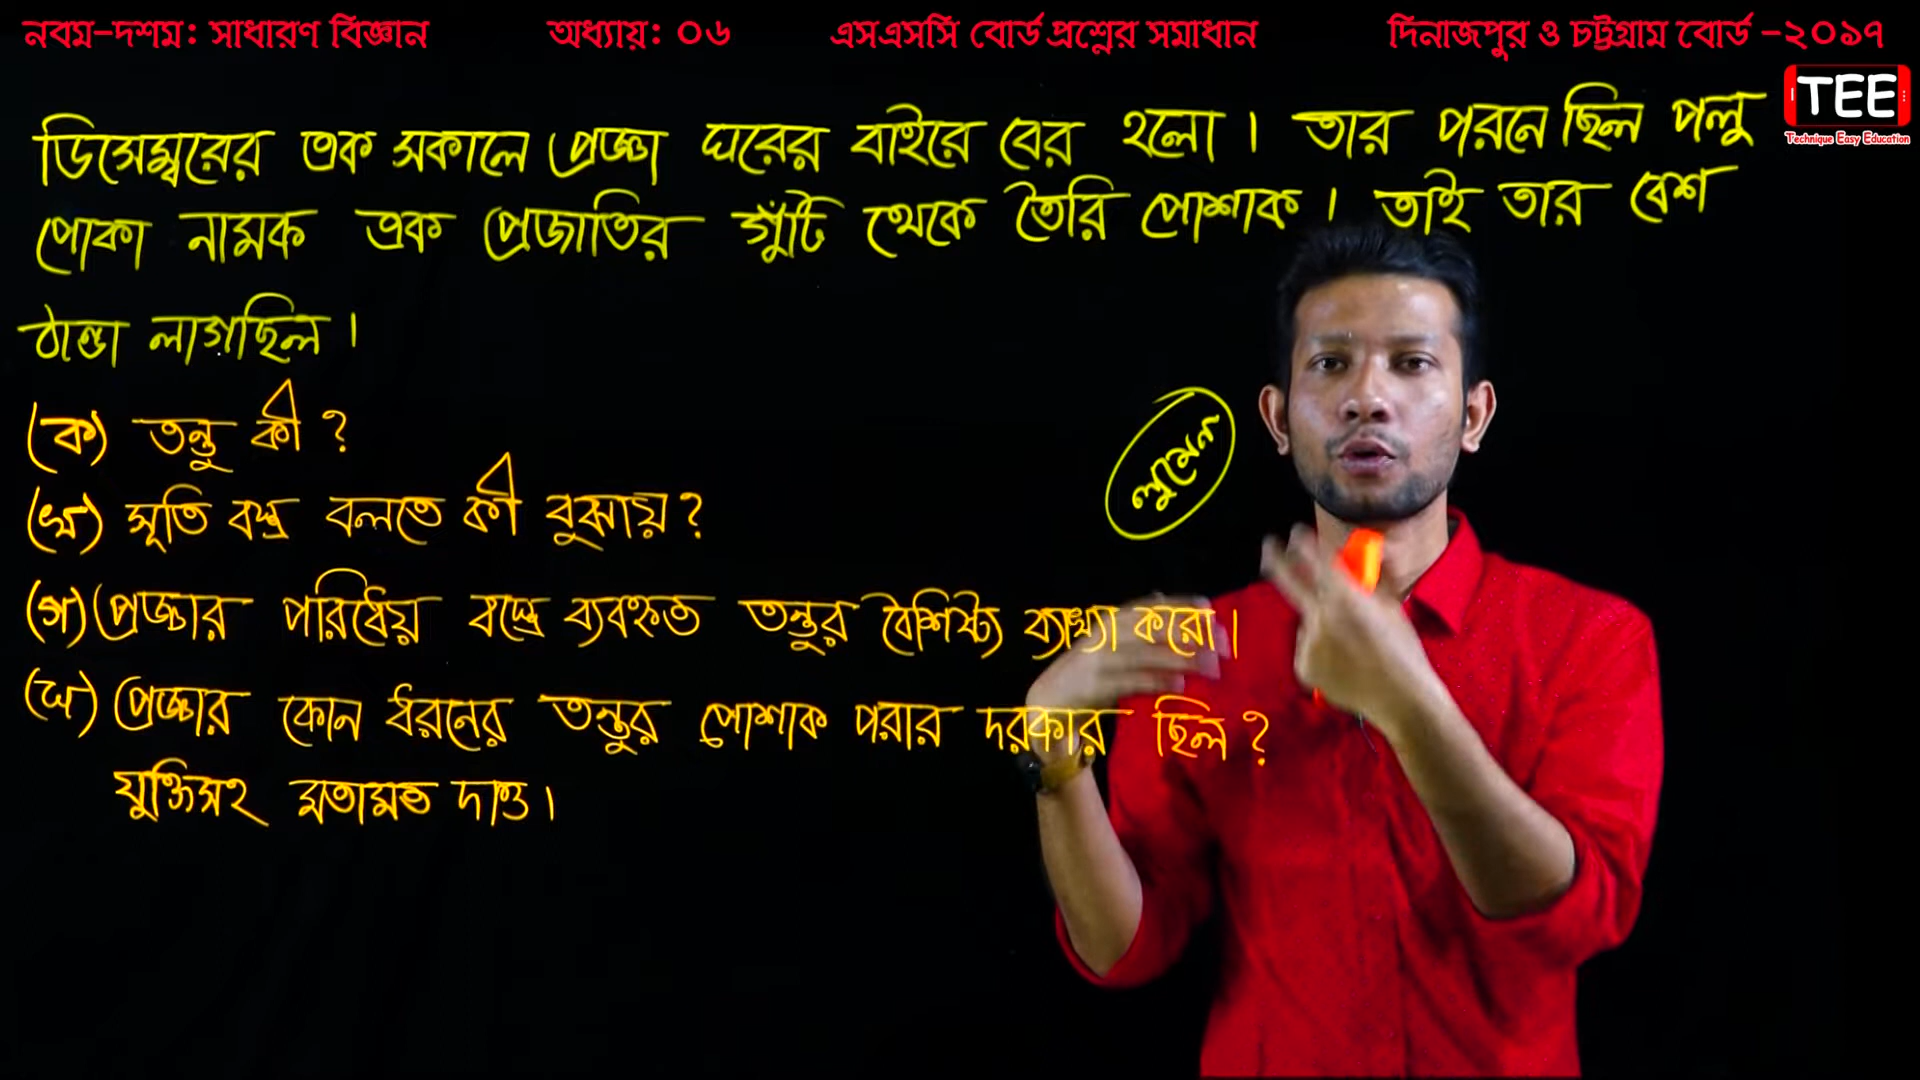 নবম-দশম: সাধারণ বিজ্ঞান অধ্যায়: ০৬ এসএসসি বোর্ড প্রশ্নের সমাধান দিনাজপুর ও চট্টগ্রাম বোর্ড -২০১৭
TEE
Technique Easy Education
ডিসেম্বরের এক সকালে প্রজ্ঞা ঘরের বাইরে বের হলো। তার পরনে ছিল পলু
পোকা নামক এক প্রজাতির গুঁটি থেকে তৈরি পোশাক। তাই তার বেশ
ঠান্ডা লাগছিল।
(ক) তন্তু কী?
লুমেন
(খ) সূতি বস্ত্র বলতে কী বুঝায়?
(গ) প্রজ্ঞার পরিধেয় বস্ত্রে ব্যবহৃত তন্তুর বৈশিষ্ট্য ব্যাখ্যা করো।
(ঘ) প্রজ্ঞার কোন ধরনের তন্তুর পোশাক পরার দরকার ছিল?
যুক্তিসহ মতামত দাও।